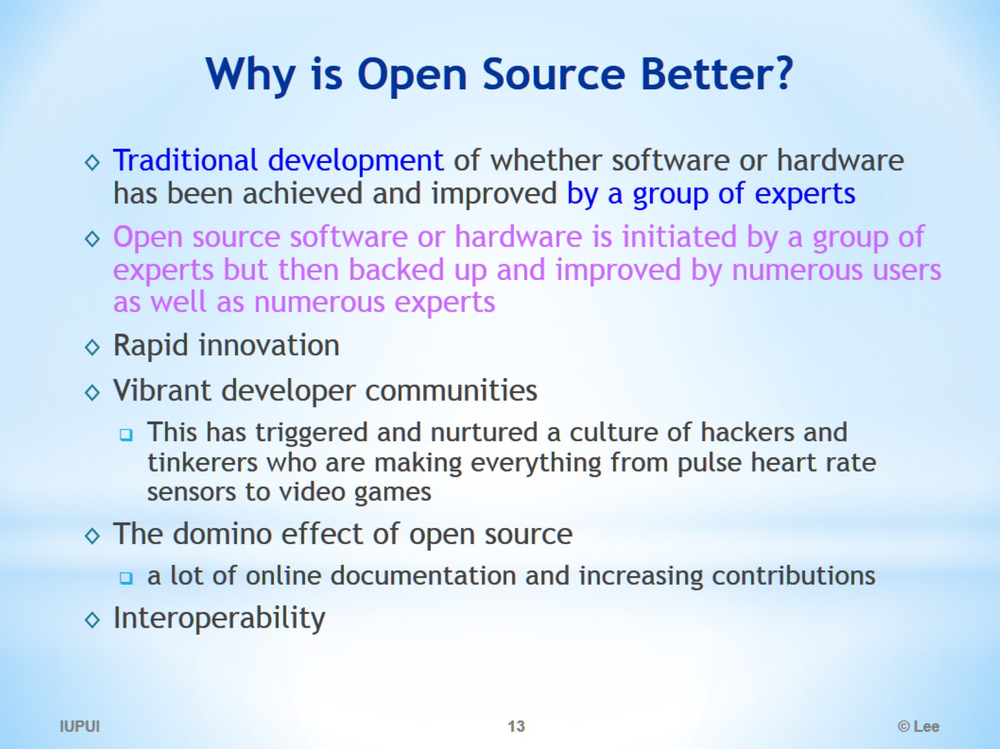 Why is Open Source Better?
◇ Traditional development of whether software or hardware
has been achieved and improved by a group of experts
◇ Open source software or hardware is initiated by a group of
experts but then backed up and improved by numerous users
as well as numerous experts
◇ Rapid innovation
◇ Vibrant developer communities
❑ This has triggered and nurtured a culture of hackers and
tinkerers who are making everything from pulse heart rate
sensors to video games
◇ The domino effect of open source
❑ a lot of online documentation and increasing contributions
◇ Interoperability
IUPUI 13 © Lee